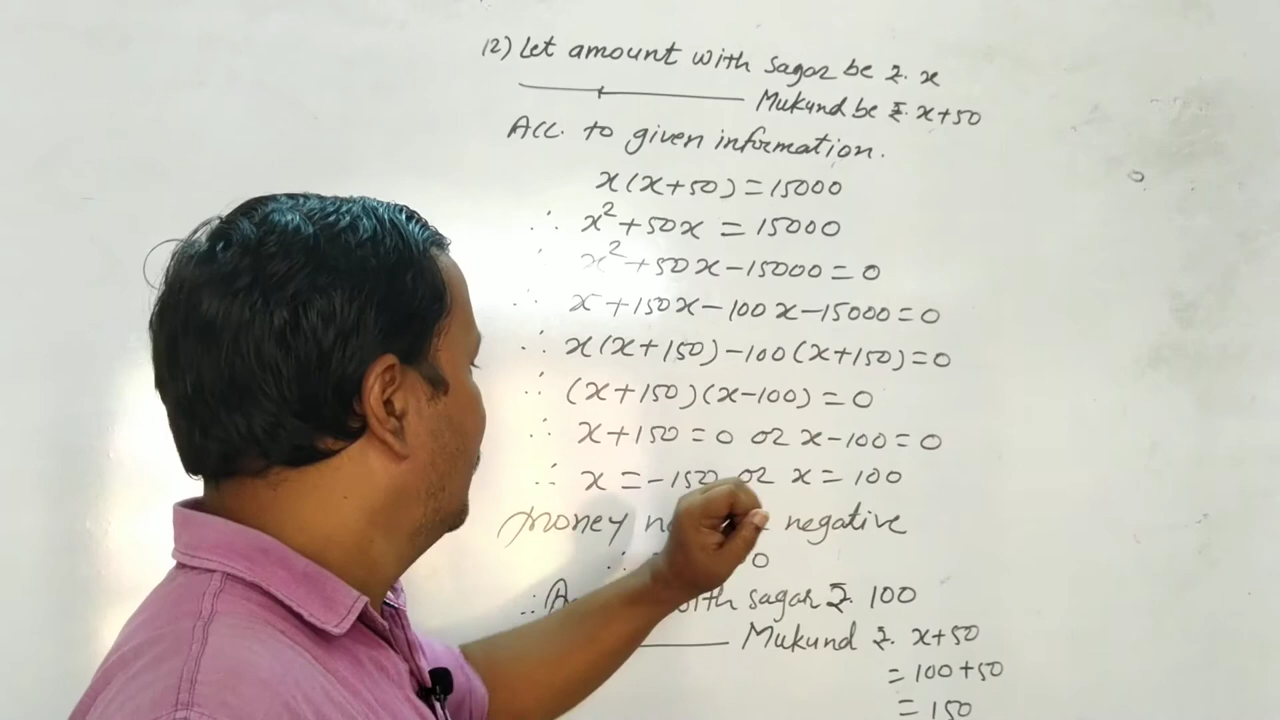 12) Let amount with sagar be ₹. x
Mukund be ₹. x+50
Acc. to given information.
x(x+50) = 15000
∴ x²+50x = 15000
x²+50x-15000=0
∴ x+150x-100x-15000=0
∴ x(x+150)-100(x+150)=0
∴ (x+150)(x-100)=0
∴ x+150=0 or x-100=0
∴ x=-150 or x=100
money negative
∴ 0
∴ with sagar ₹. 100
Mukund ₹. x+50
= 100+50
= 150